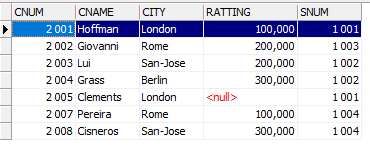 CNUM CNAME CITY RATTING SNUM
2 001 Hoffman London 100,000 1 001
2 002 Giovanni Rome 200,000 1 003
2 003 Lui San-Jose 200,000 1 002
2 004 Grass Berlin 300,000 1 002
2 005 Clements London <null> 1 001
2 007 Pereira Rome 100,000 1 004
2 008 Cisneros San-Jose 300,000 1 004